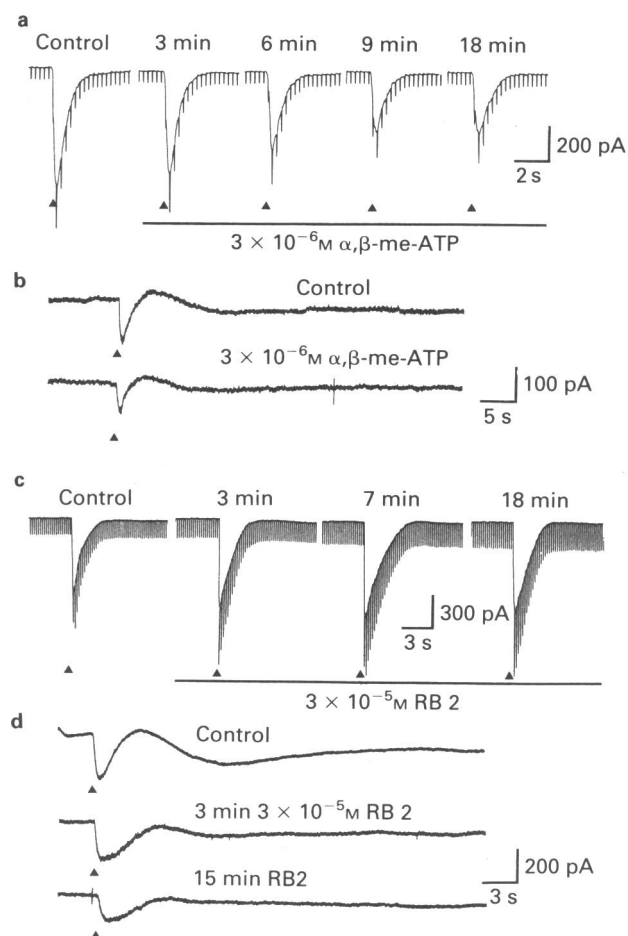 a
Control 3 min 6 min 9 min 18 min
200 pA
2 s
3 × 10⁻⁶M α,β-me-ATP
b
Control
3 × 10⁻⁶M α,β-me-ATP
100 pA
5 s
c
Control 3 min 7 min 18 min
300 pA
3 s
3 × 10⁻⁵M RB 2
d
Control
3 min 3 × 10⁻⁵M RB 2
200 pA
15 min RB2
3 s